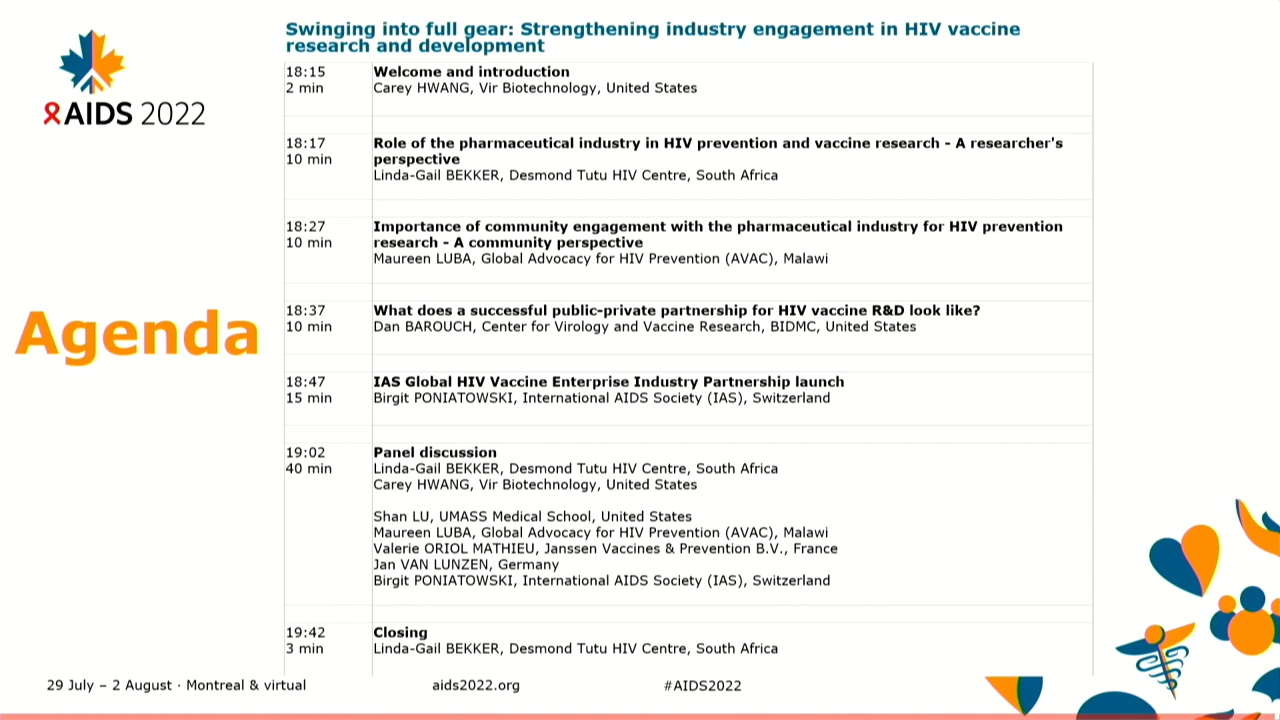 Swinging into full gear: Strengthening industry engagement in HIV vaccine
research and development
AIDS 2022
Agenda
18:15
2 min
Welcome and introduction
Carey HWANG, Vir Biotechnology, United States
18:17
10 min
Role of the pharmaceutical industry in HIV prevention and vaccine research - A researcher's
perspective
Linda-Gail BEKKER, Desmond Tutu HIV Centre, South Africa
18:27
10 min
Importance of community engagement with the pharmaceutical industry for HIV prevention
research - A community perspective
Maureen LUBA, Global Advocacy for HIV Prevention (AVAC), Malawi
18:37
10 min
What does a successful public-private partnership for HIV vaccine R&D look like?
Dan BAROUCH, Center for Virology and Vaccine Research, BIDMC, United States
18:47
15 min
IAS Global HIV Vaccine Enterprise Industry Partnership launch
Birgit PONIATOWSKI, International AIDS Society (IAS), Switzerland
19:02
40 min
Panel discussion
Linda-Gail BEKKER, Desmond Tutu HIV Centre, South Africa
Carey HWANG, Vir Biotechnology, United States
Shan LU, UMASS Medical School, United States
Maureen LUBA, Global Advocacy for HIV Prevention (AVAC), Malawi
Valerie ORIOL MATHIEU, Janssen Vaccines & Prevention B.V., France
Jan VAN LUNZEN, Germany
Birgit PONIATOWSKI, International AIDS Society (IAS), Switzerland
19:42
3 min
Closing
Linda-Gail BEKKER, Desmond Tutu HIV Centre, South Africa
29 July – 2 August · Montreal & virtual
aids2022.org
#AIDS2022